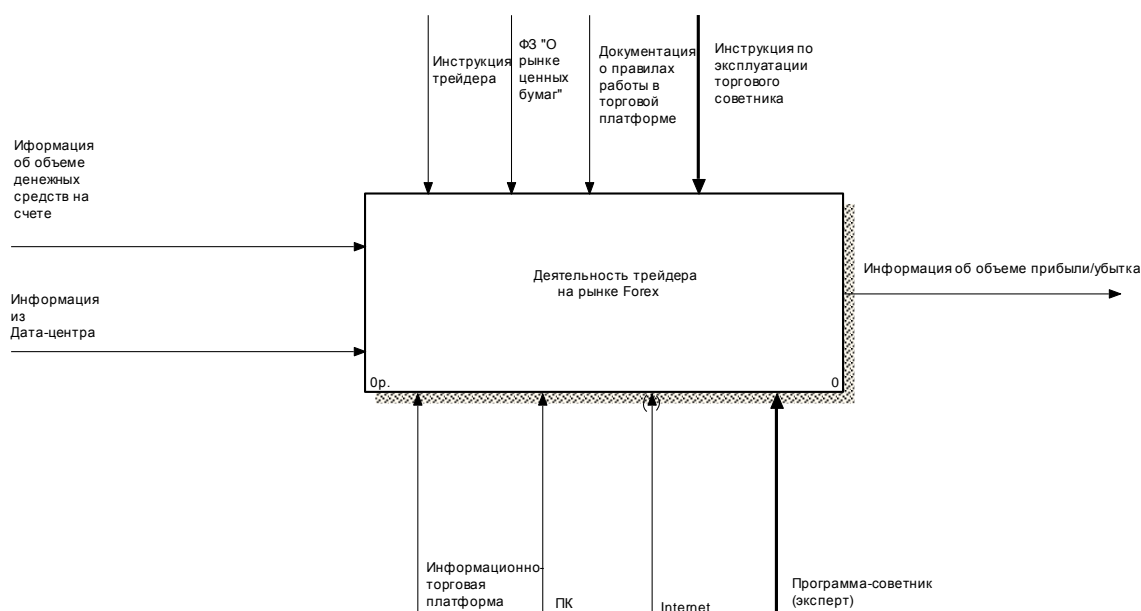 Инструкция
трейдера
ФЗ "О
рынке
ценных
бумаг"
Документация
о правилах
работы в
торговой
платформе
Инструкция по
эксплуатации
торгового
советника
Иформация
об объеме
денежных
средств на
счете
Информация
из
Дата-центра
Деятельность трейдера
на рынке Forex
0р.
0
Информация об объеме прибыли/убытка
Информационно-
торговая
платформа
ПК
Internet
Программа-советник
(эксперт)